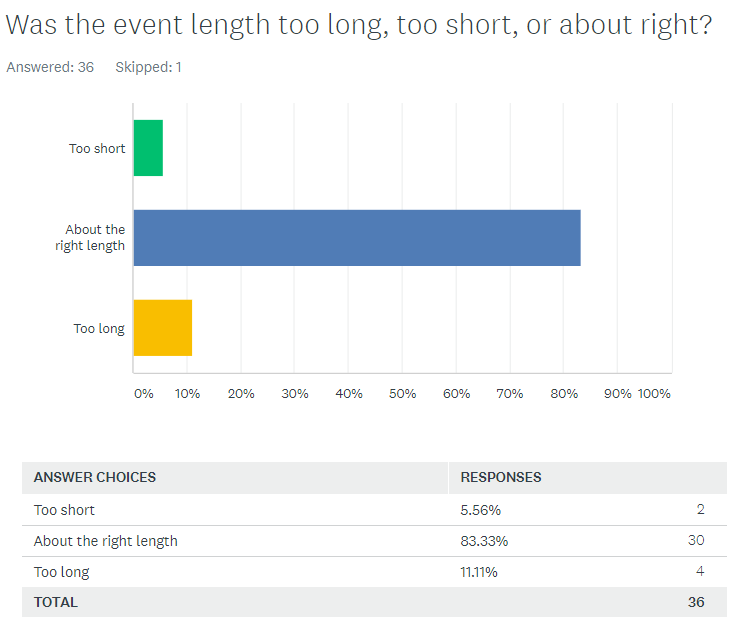 Was the event length too long, too short, or about right?
Answered: 36 Skipped: 1
Too short
About the
right length
Too long
0% 10% 20% 30% 40% 50% 60% 70% 80% 90% 100%
ANSWER CHOICES RESPONSES
Too short 5.56% 2
About the right length 83.33% 30
Too long 11.11% 4
TOTAL 36